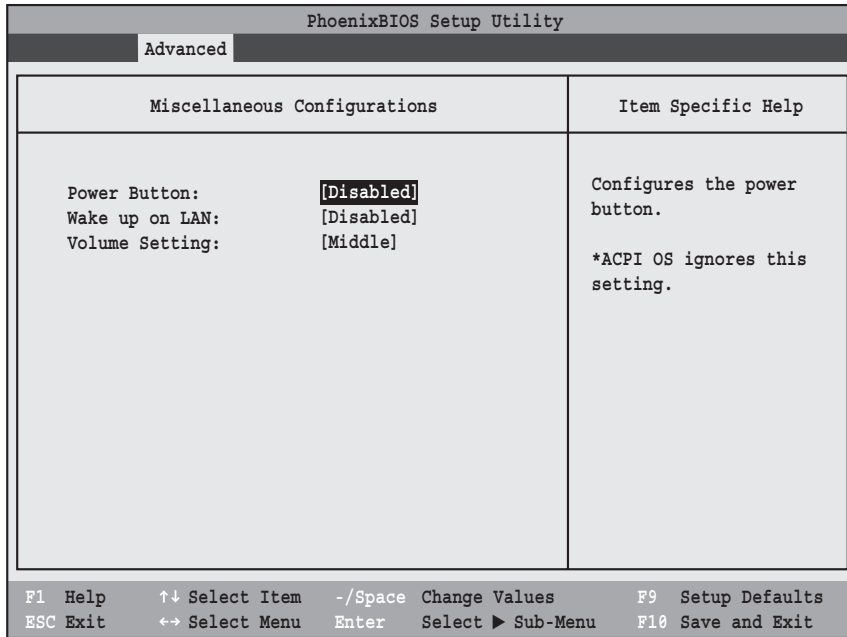 PhoenixBIOS Setup Utility
Advanced
Miscellaneous Configurations
Item Specific Help
Power Button: [Disabled]
Wake up on LAN: [Disabled]
Volume Setting: [Middle]
Configures the power
button.
*ACPI OS ignores this
setting.
F1 Help ↑↓ Select Item -/Space Change Values F9 Setup Defaults
ESC Exit ←→ Select Menu Enter Select ▶ Sub-Menu F10 Save and Exit